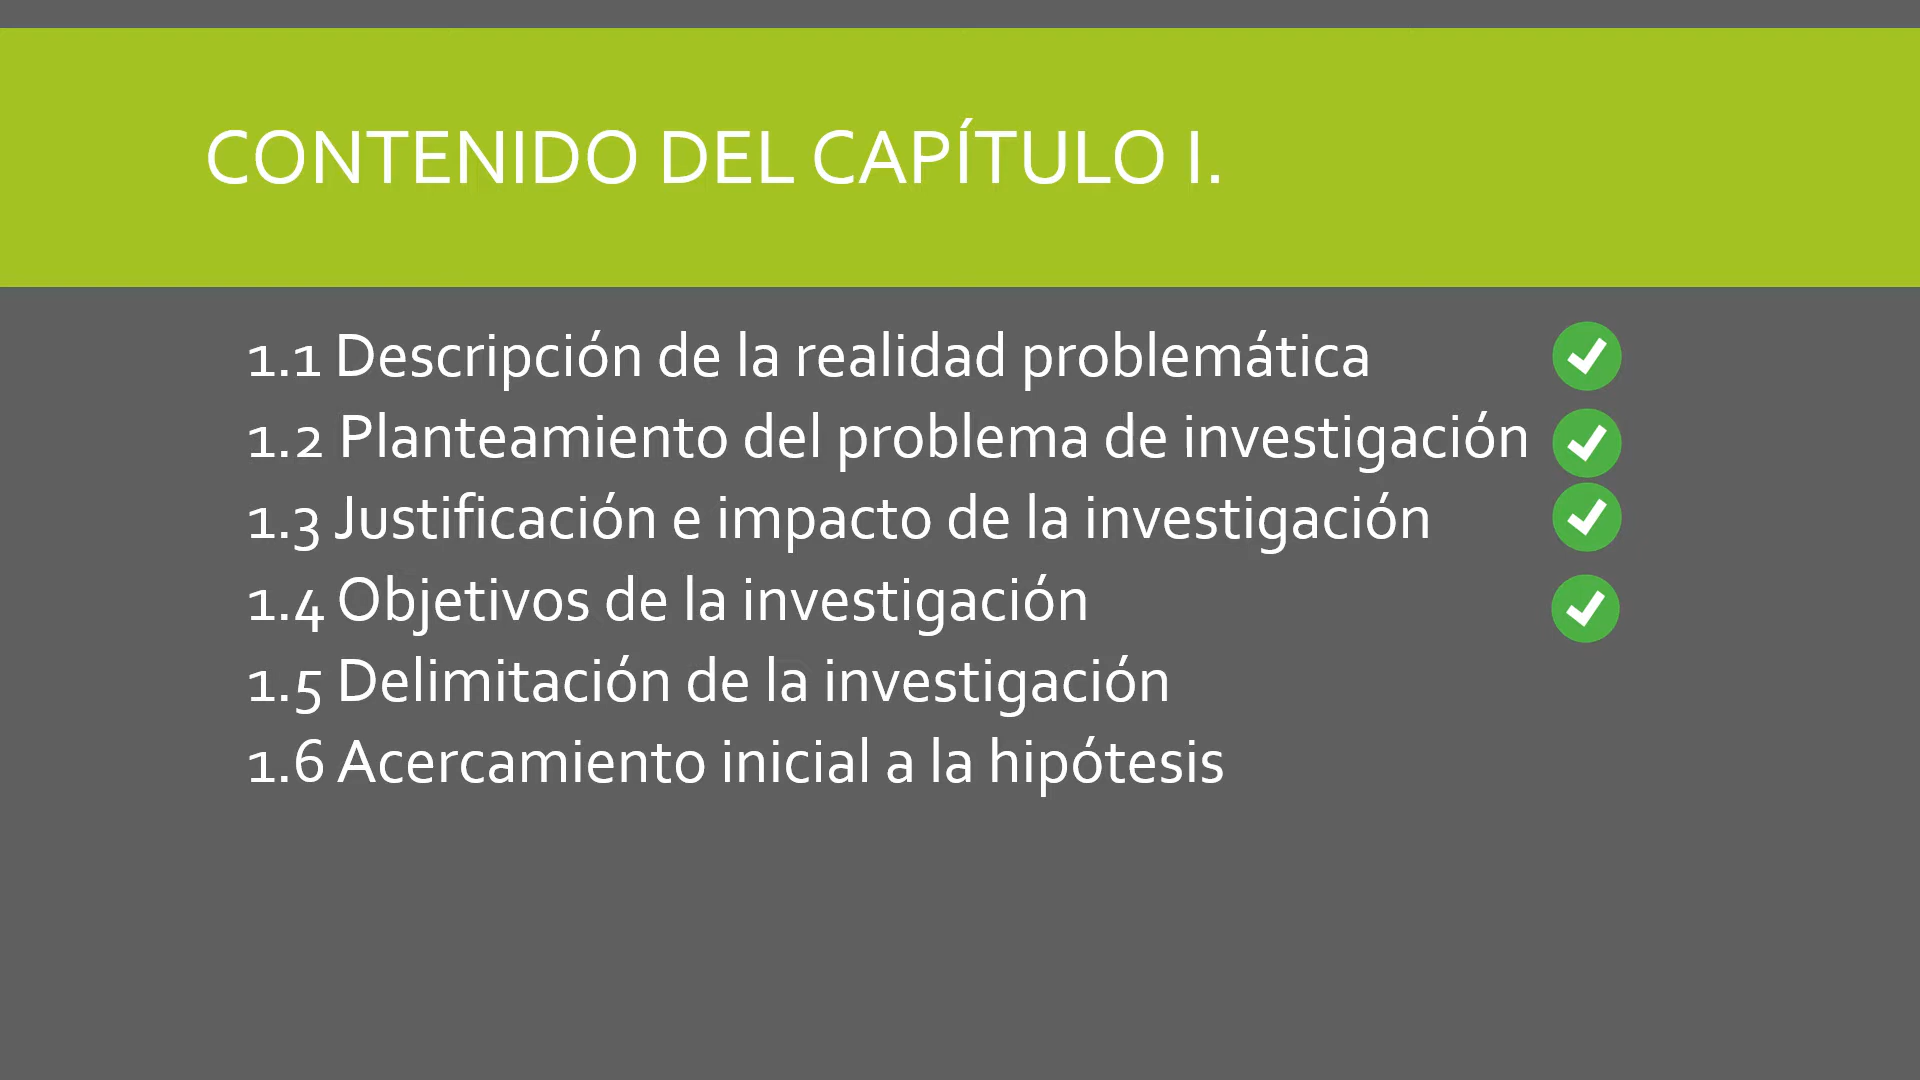 CONTENIDO DEL CAPÍTULO I.
1.1 Descripción de la realidad problemática
1.2 Planteamiento del problema de investigación
1.3 Justificación e impacto de la investigación
1.4 Objetivos de la investigación
1.5 Delimitación de la investigación
1.6 Acercamiento inicial a la hipótesis